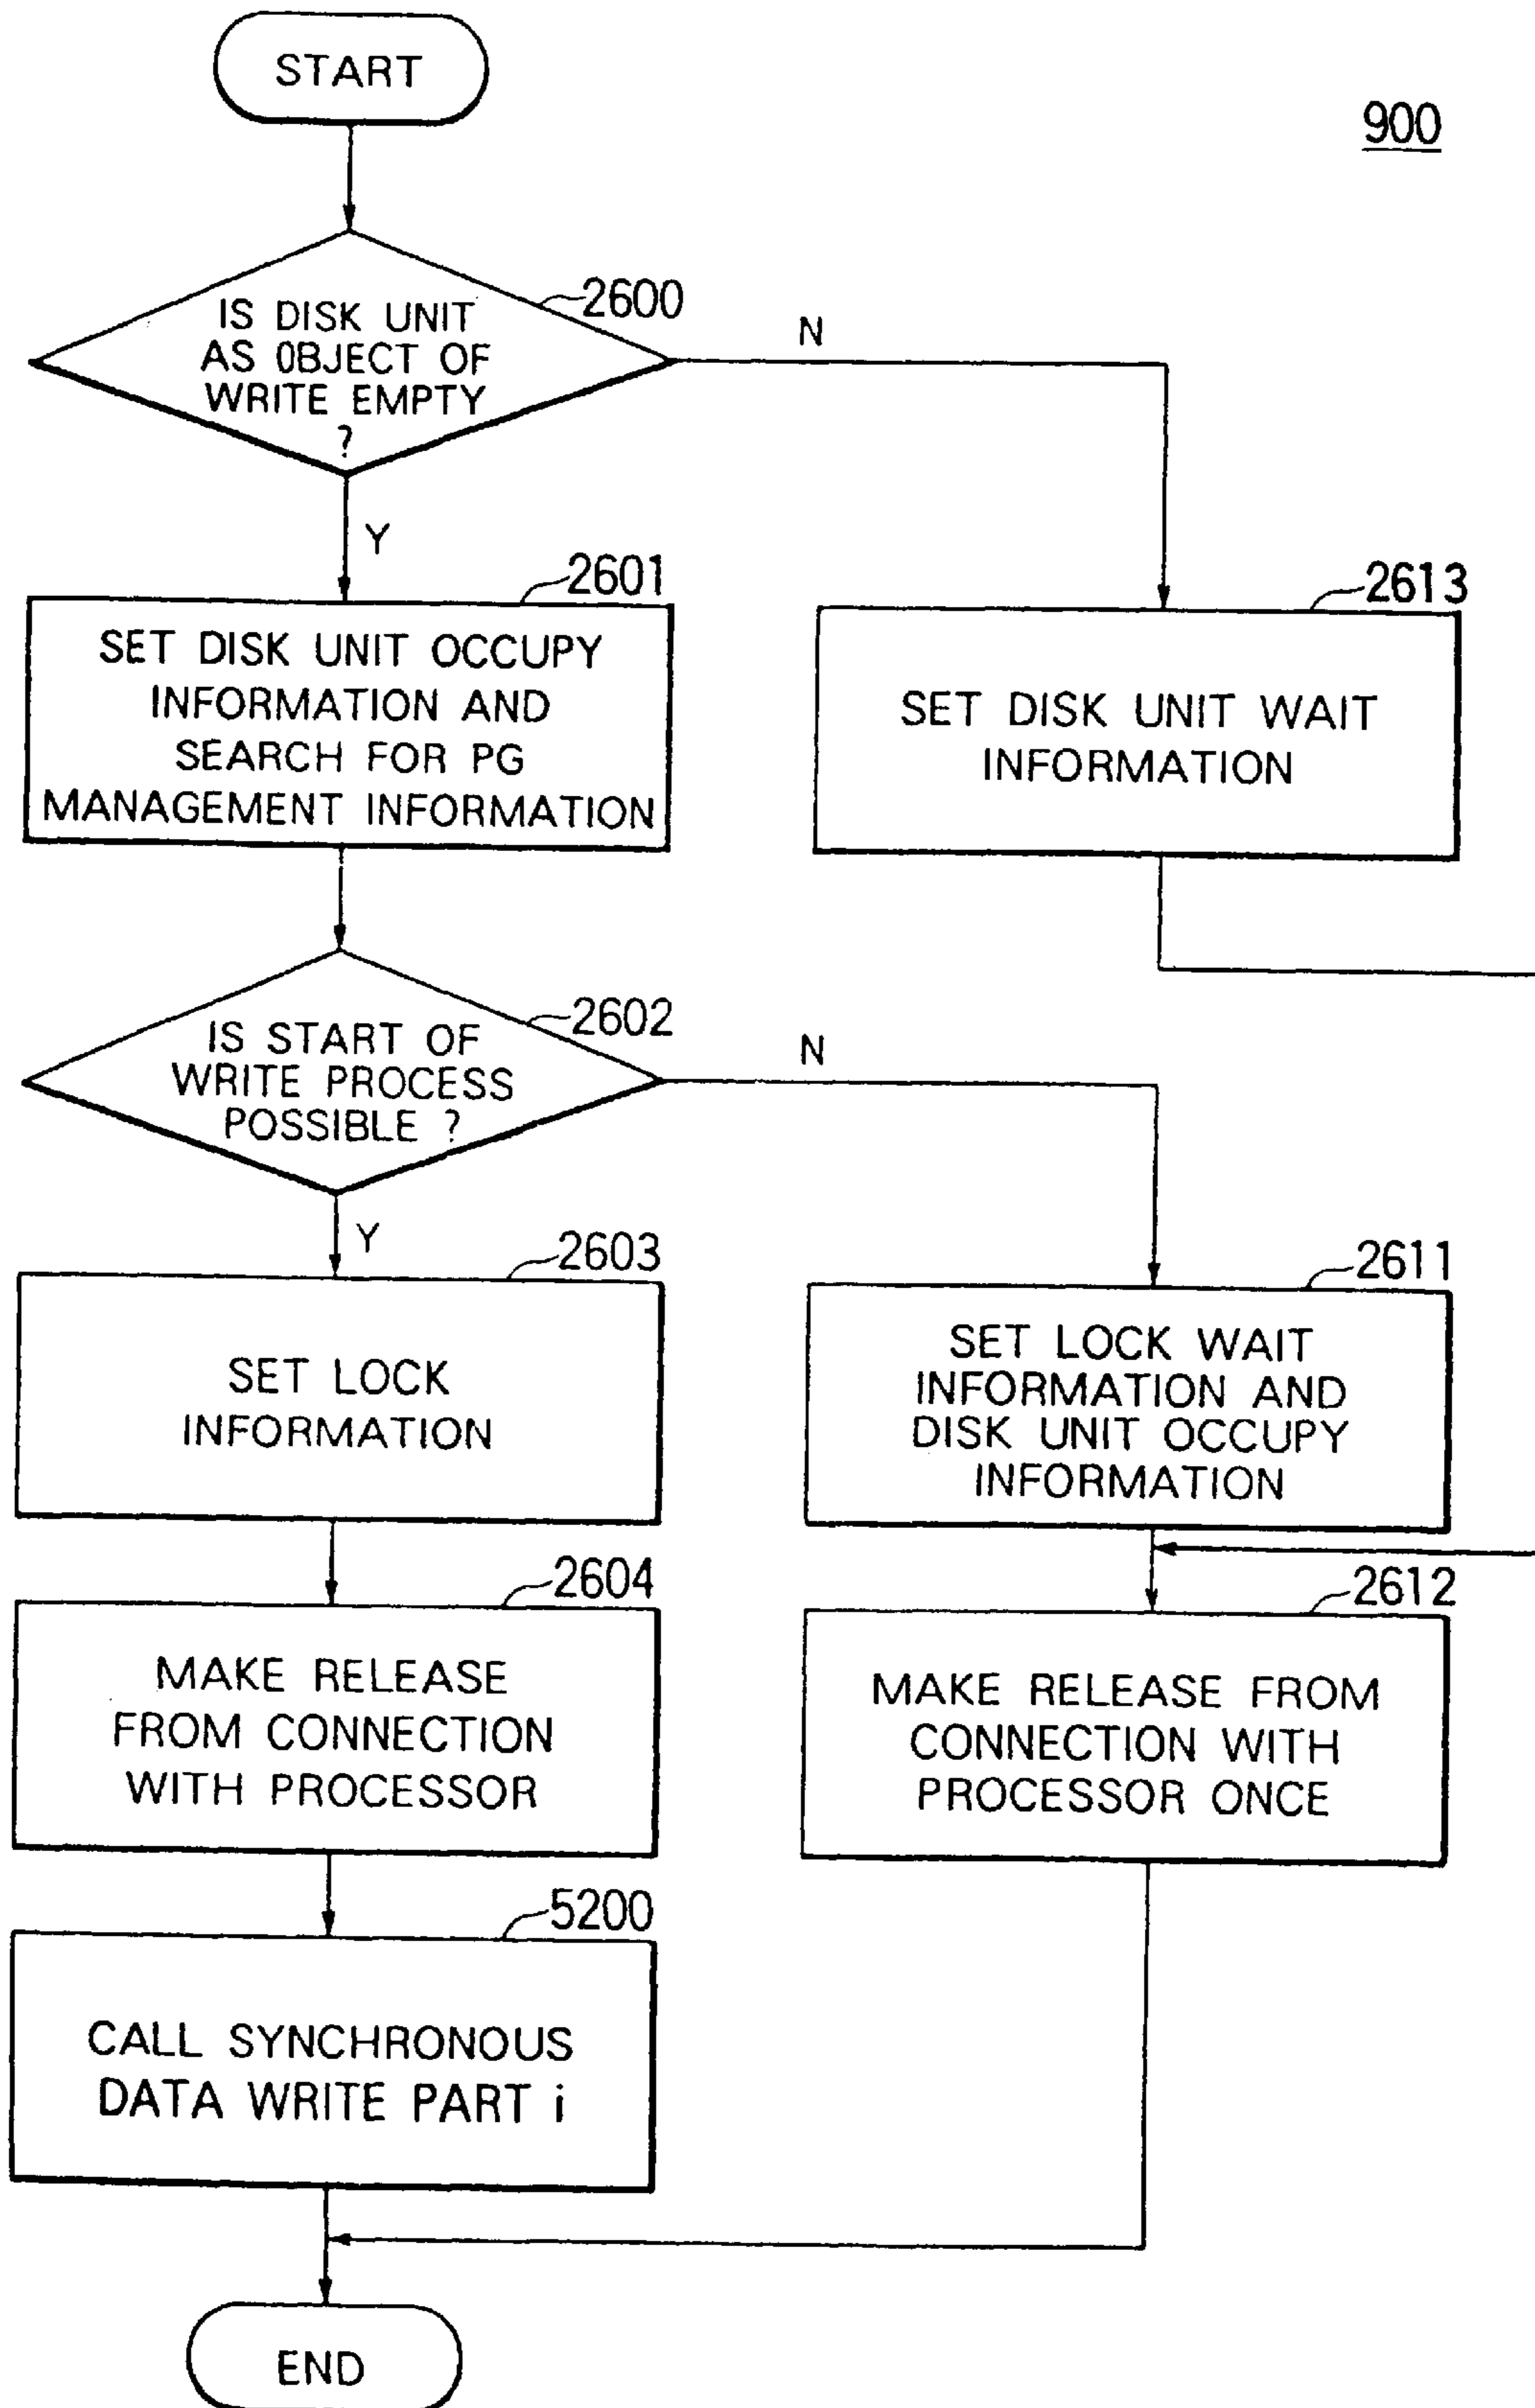 START
900
2600
IS DISK UNIT
AS OBJECT OF
WRITE EMPTY
?
N
Y
2601
SET DISK UNIT OCCUPY
INFORMATION AND
SEARCH FOR PG
MANAGEMENT INFORMATION
2613
SET DISK UNIT WAIT
INFORMATION
2602
IS START OF
WRITE PROCESS
POSSIBLE ?
N
Y
2603
SET LOCK
INFORMATION
2611
SET LOCK WAIT
INFORMATION AND
DISK UNIT OCCUPY
INFORMATION
2604
MAKE RELEASE
FROM CONNECTION
WITH PROCESSOR
2612
MAKE RELEASE FROM
CONNECTION WITH
PROCESSOR ONCE
5200
CALL SYNCHRONOUS
DATA WRITE PART i
END